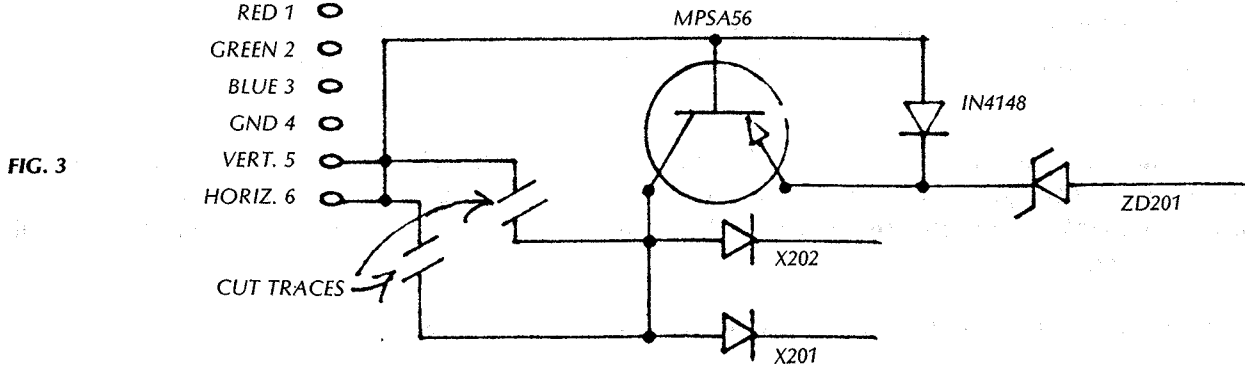 RED 1
GREEN 2
BLUE 3
GND 4
VERT. 5
HORIZ. 6
FIG. 3
CUT TRACES
MPSA56
IN4148
ZD201
X202
X201